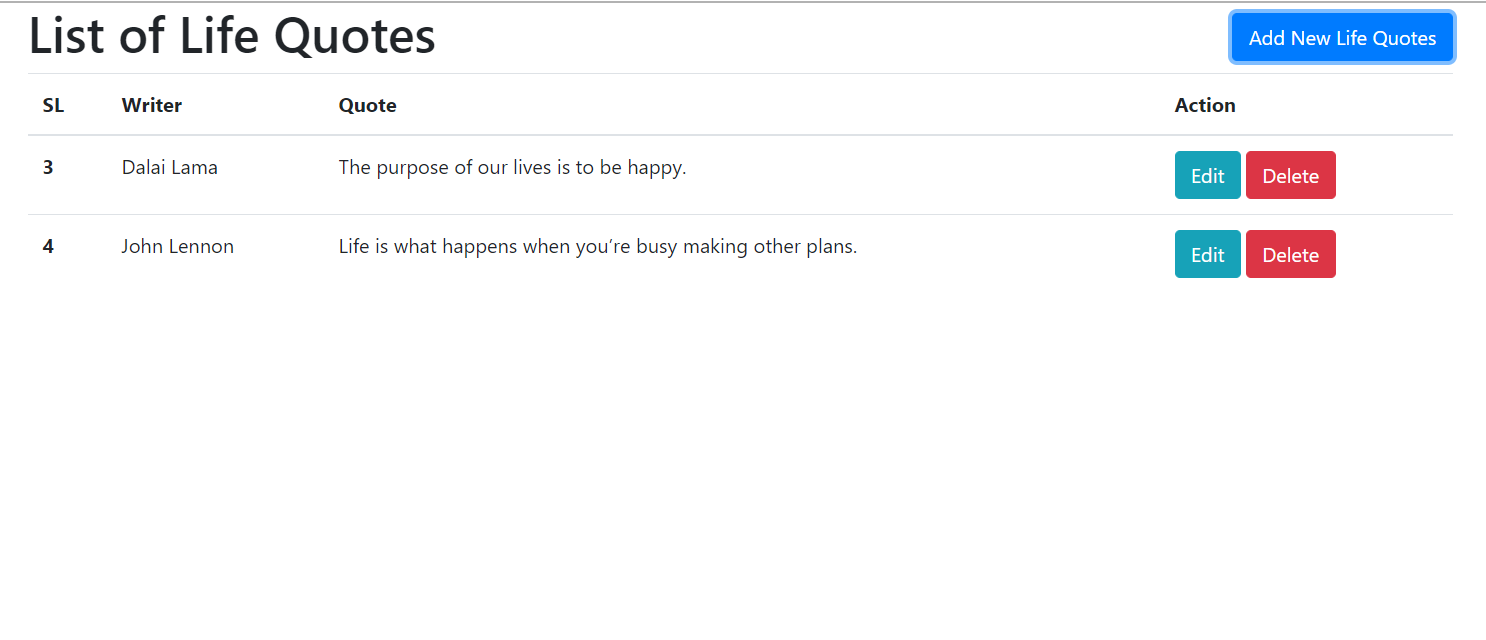 List of Life Quotes
Add New Life Quotes
SL Writer Quote Action
3 Dalai Lama The purpose of our lives is to be happy. Edit Delete
4 John Lennon Life is what happens when you’re busy making other plans. Edit Delete